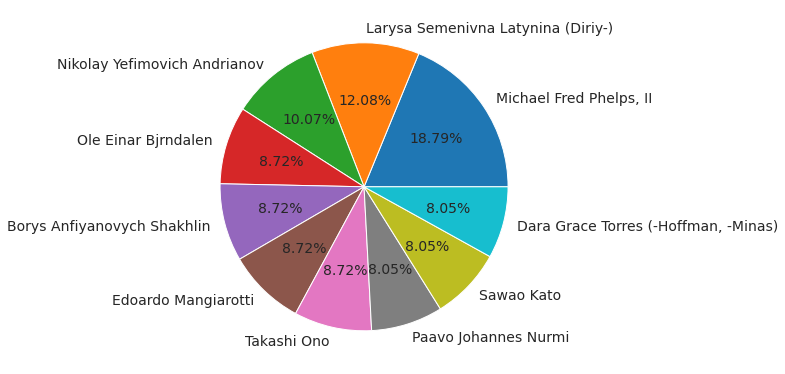 Larysa Semenivna Latynina (Diriy-)
Nikolay Yefimovich Andrianov
Michael Fred Phelps, II
12.08%
10.07%
18.79%
Ole Einar Bjrndalen
8.72%
Borys Anfiyanovych Shakhlin
8.72%
8.05%
Dara Grace Torres (-Hoffman, -Minas)
8.72%
8.05%
8.72%
8.05%
Edoardo Mangiarotti
Sawao Kato
Takashi Ono
Paavo Johannes Nurmi